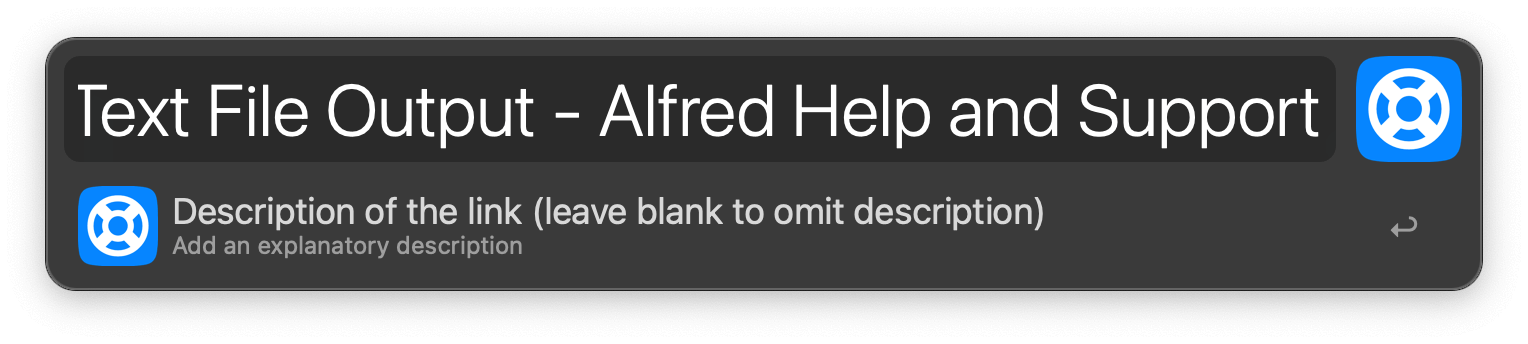 Text File Output - Alfred Help and Support
Description of the link (leave blank to omit description)
Add an explanatory description